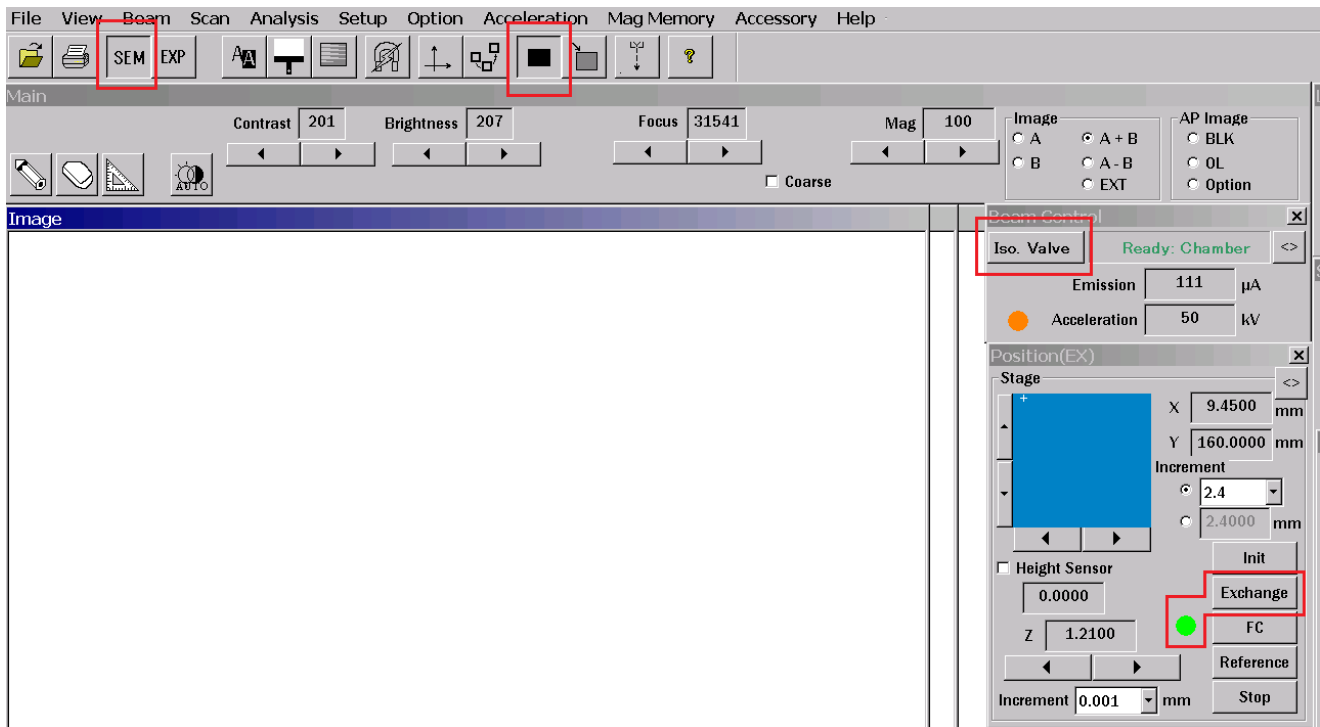 File View Beam Scan Analysis Setup Option Acceleration Mag Memory Accessory Help
SEM EXP AA ?
Main
Contrast 201 Brightness 207 Focus 31541 Mag 100
AUTO
Coarse
Image
A A + B
B A - B
EXT
AP Image
BLK
OL
Option
Image
Beam Control
Iso. Valve Ready: Chamber <>
Emission 111 µA
Acceleration 50 kV
Position(EX)
Stage <>
X 9.4500 mm
Y 160.0000 mm
Increment
2.4
2.4000 mm
Init
Height Sensor
Exchange
0.0000
FC
Z 1.2100
Reference
Increment 0.001 mm
Stop